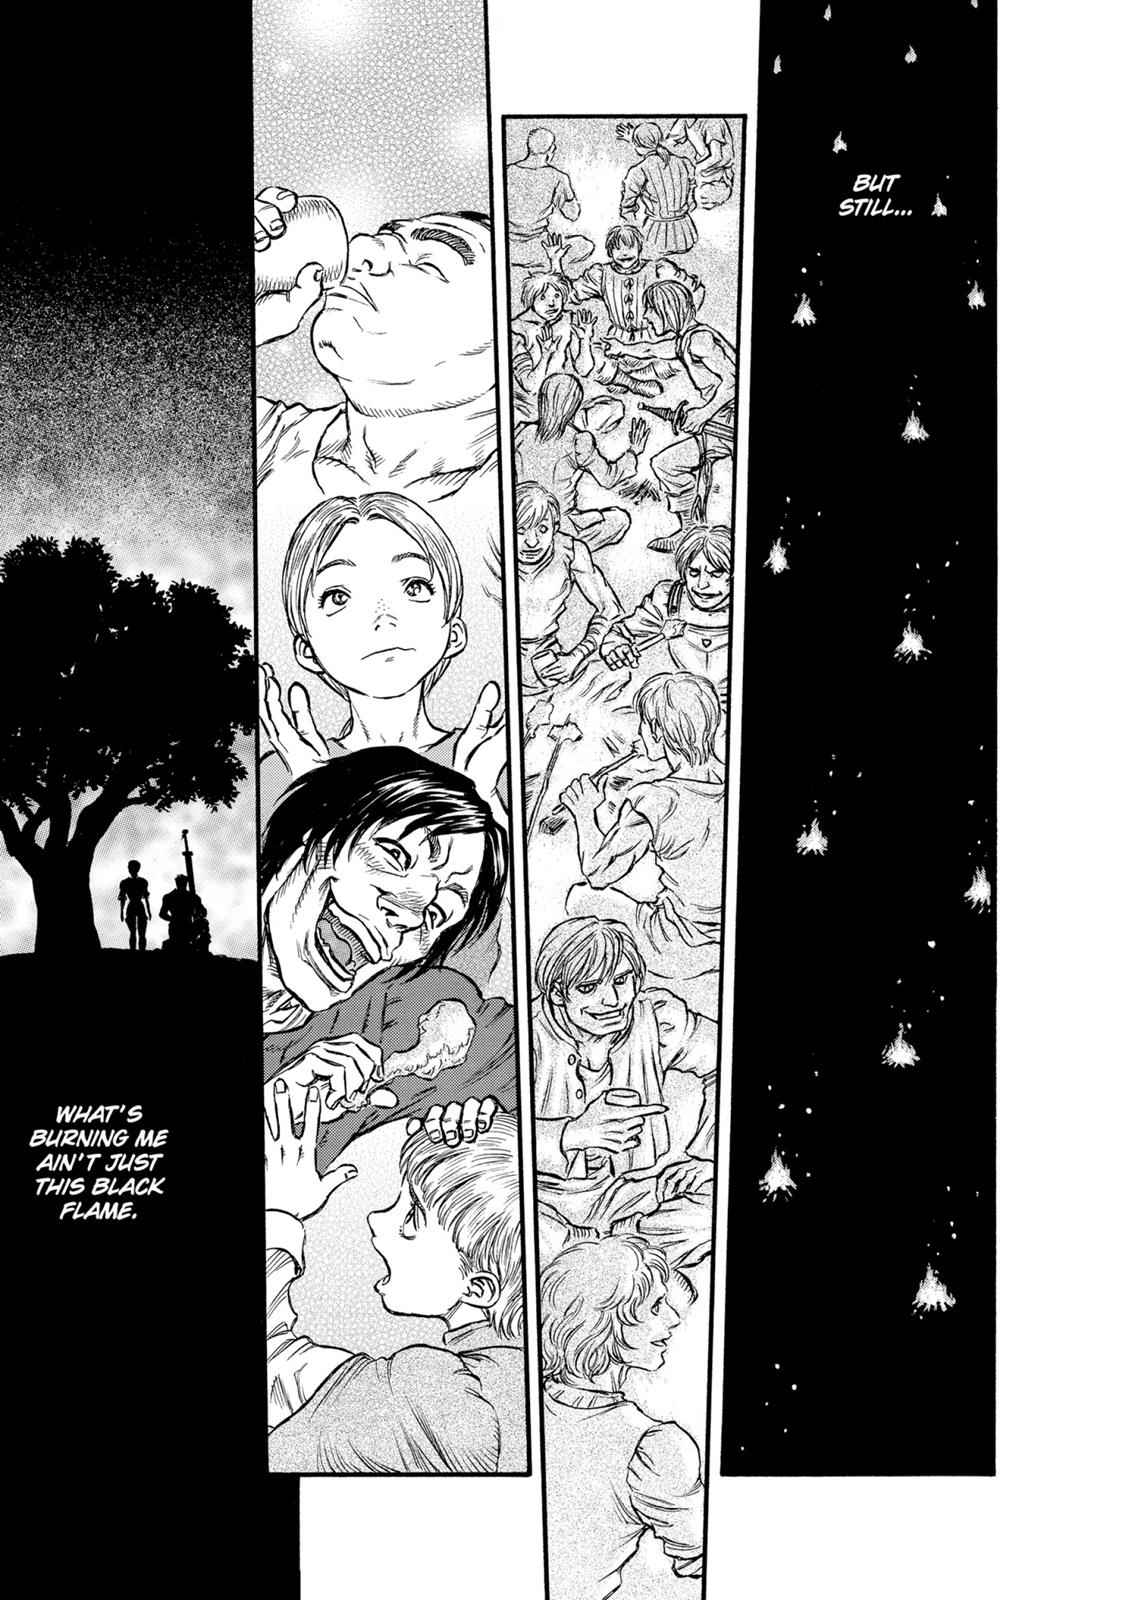 BUT
STILL...
WHAT'S
BURNING ME
AIN'T JUST
THIS BLACK
FLAME.